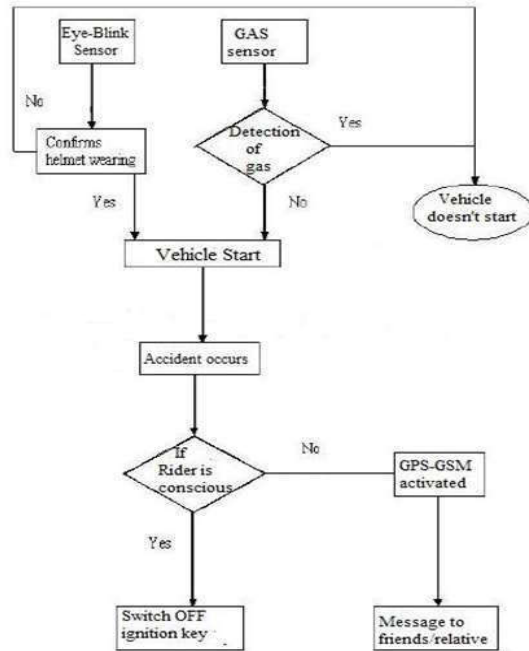 Eye-Blink
Sensor
GAS
sensor
No
Confirms
helmet wearing
Detection
of
gas
Yes
Yes
No
Vehicle
doesn't start
Vehicle Start
Accident occurs
If
Rider is
conscious
No
GPS-GSM
activated
Yes
Switch OFF
ignition key
Message to
friends/relative